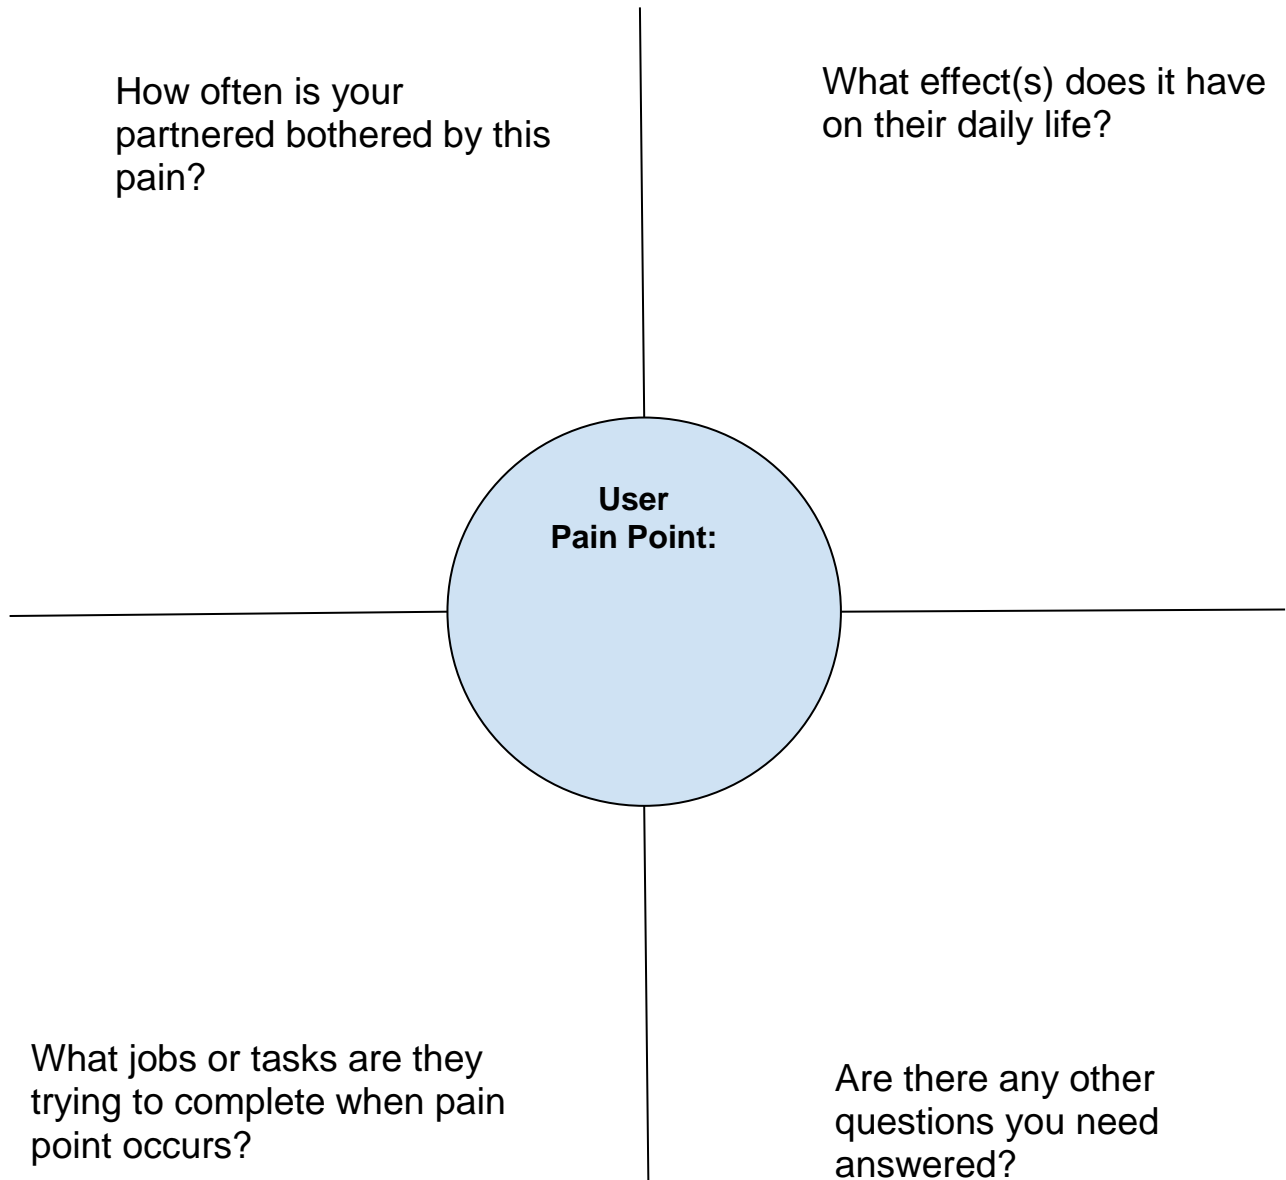 How often is your
partnered bothered by this
pain?
What effect(s) does it have
on their daily life?
User
Pain Point:
What jobs or tasks are they
trying to complete when pain
point occurs?
Are there any other
questions you need
answered?